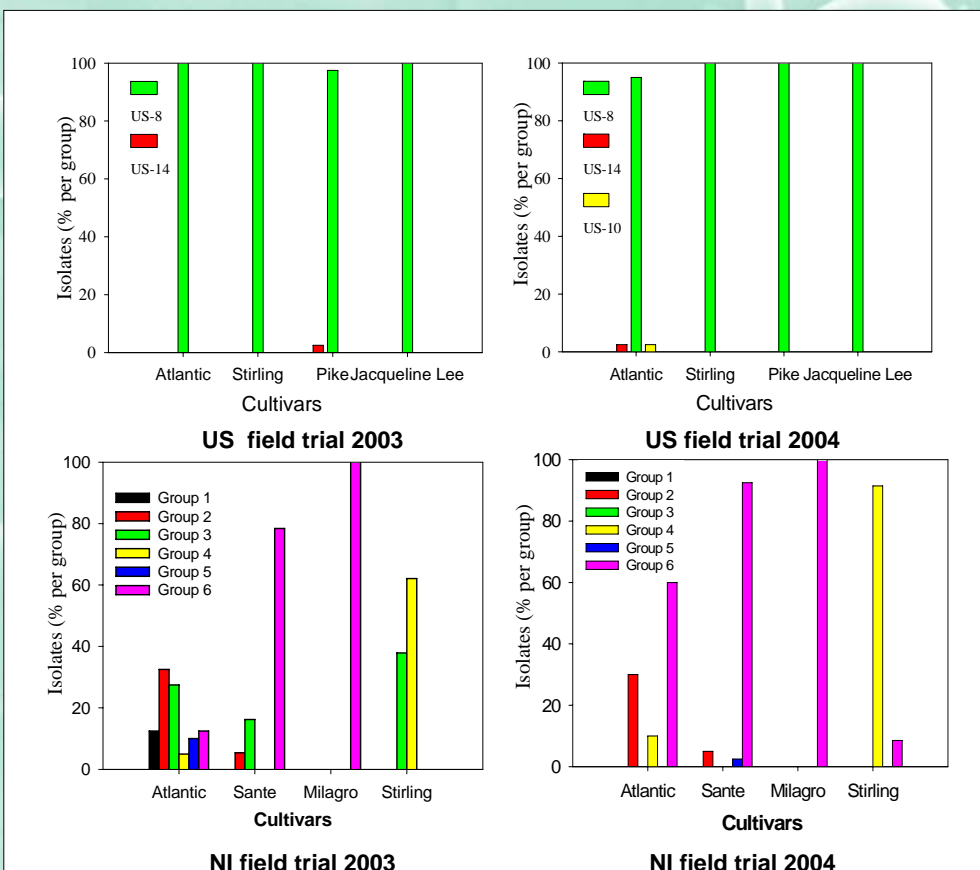 Isolates (% per group)
100
80
60
40
20
0
US-8
US-14
Atlantic Stirling Pike Jacqueline Lee
Cultivars
US field trial 2003
Isolates (% per group)
100
80
60
40
20
0
US-8
US-14
US-10
Atlantic Stirling Pike Jacqueline Lee
Cultivars
US field trial 2004
Isolates (% per group)
100
80
60
40
20
0
Group 1
Group 2
Group 3
Group 4
Group 5
Group 6
Atlantic Sante Milagro Stirling
Cultivars
NI field trial 2003
Isolates (% per group)
100
80
60
40
20
0
Group 1
Group 2
Group 3
Group 4
Group 5
Group 6
Atlantic Sante Milagro Stirling
Cultivars
NI field trial 2004